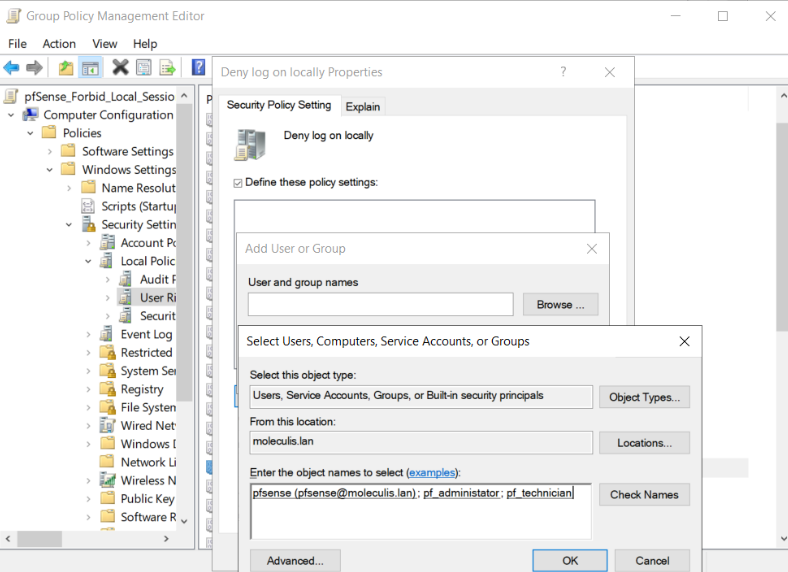 Group Policy Management Editor
File Action View Help
pfSense_Forbid_Local_Sessio
Computer Configuration
Policies
Software Settings
Windows Settings
Name Resolut
Scripts (Startup
Security Settin
Account Po
Local Polic
Audit P
User Ri
Securit
Event Log
Restricted
System Ser
Registry
File System
Wired Net
Windows D
Network Li
Wireless N
Public Key
Software R
P
Deny log on locally Properties
Security Policy Setting Explain
Deny log on locally
Define these policy settings:
Add User or Group
User and group names
Browse ...
Select Users, Computers, Service Accounts, or Groups
Select this object type:
Users, Service Accounts, Groups, or Built-in security principals
Object Types...
From this location:
moleculis.lan
Locations...
Enter the object names to select (examples):
pfsense (pfsense@moleculis.lan); pf_administator; pf_technician
Check Names
Advanced...
OK
Cancel